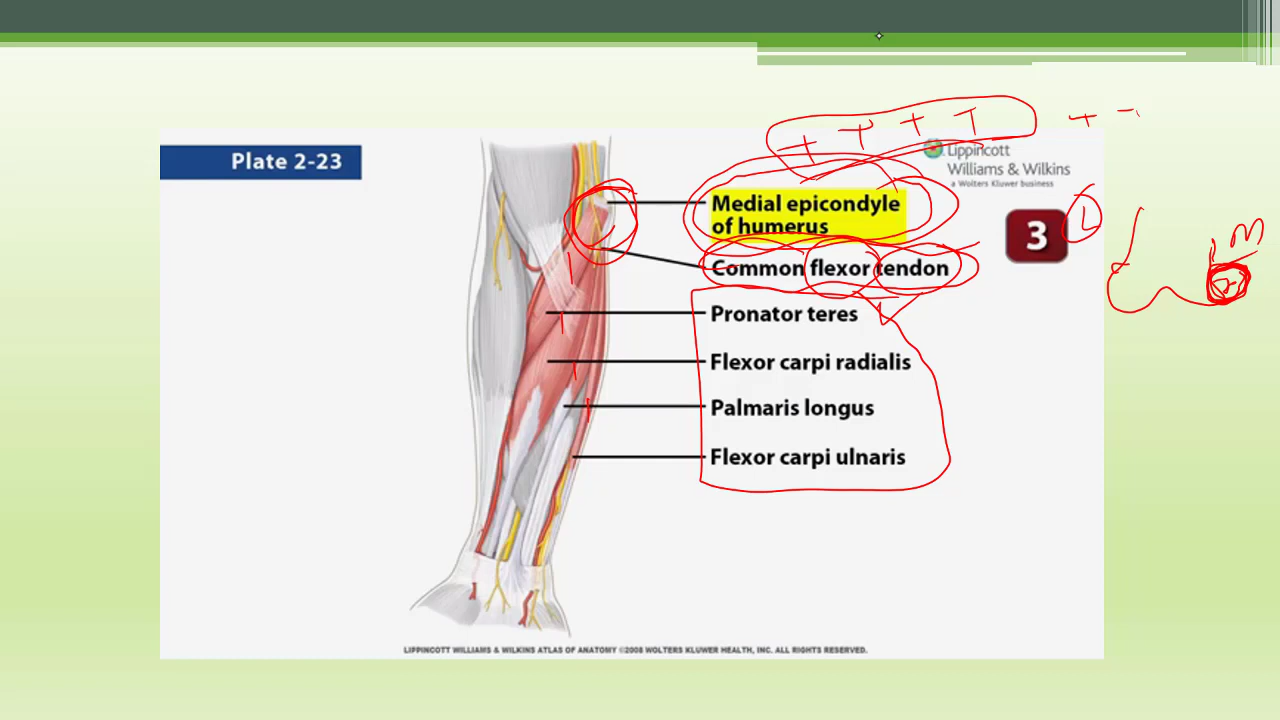 Plate 2-23
+ + + + +
Lippincott
Williams & Wilkins
a Wolters Kluwer business
Medial epicondyle
of humerus
3
L
M
Common flexor tendon
Pronator teres
Flexor carpi radialis
Palmaris longus
Flexor carpi ulnaris
LIPPINCOTT WILLIAMS & WILKINS ATLAS OF ANATOMY ©2008 WOLTERS KLUWER HEALTH, INC. ALL RIGHTS RESERVED.